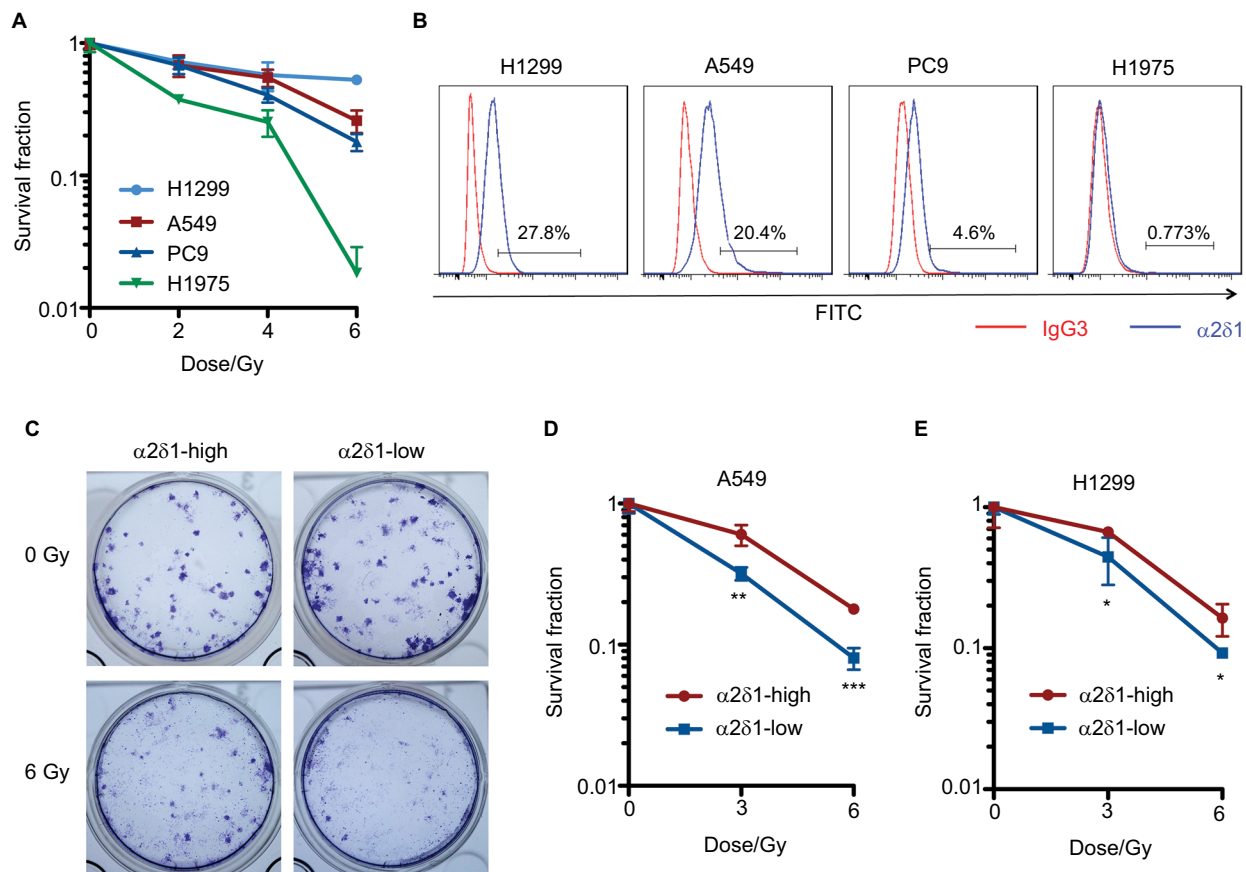 A
Survival fraction
1
0.1
0.01
0 2 4 6
Dose/Gy
H1299
A549
PC9
H1975
B
H1299 A549 PC9 H1975
27.8% 20.4% 4.6% 0.773%
FITC
IgG3 α2δ1
C
α2δ1-high α2δ1-low
0 Gy
6 Gy
D
A549
Survival fraction
1
0.1
0.01
0 3 6
Dose/Gy
**
***
α2δ1-high
α2δ1-low
E
H1299
Survival fraction
1
0.1
0.01
0 3 6
Dose/Gy
*
*
α2δ1-high
α2δ1-low